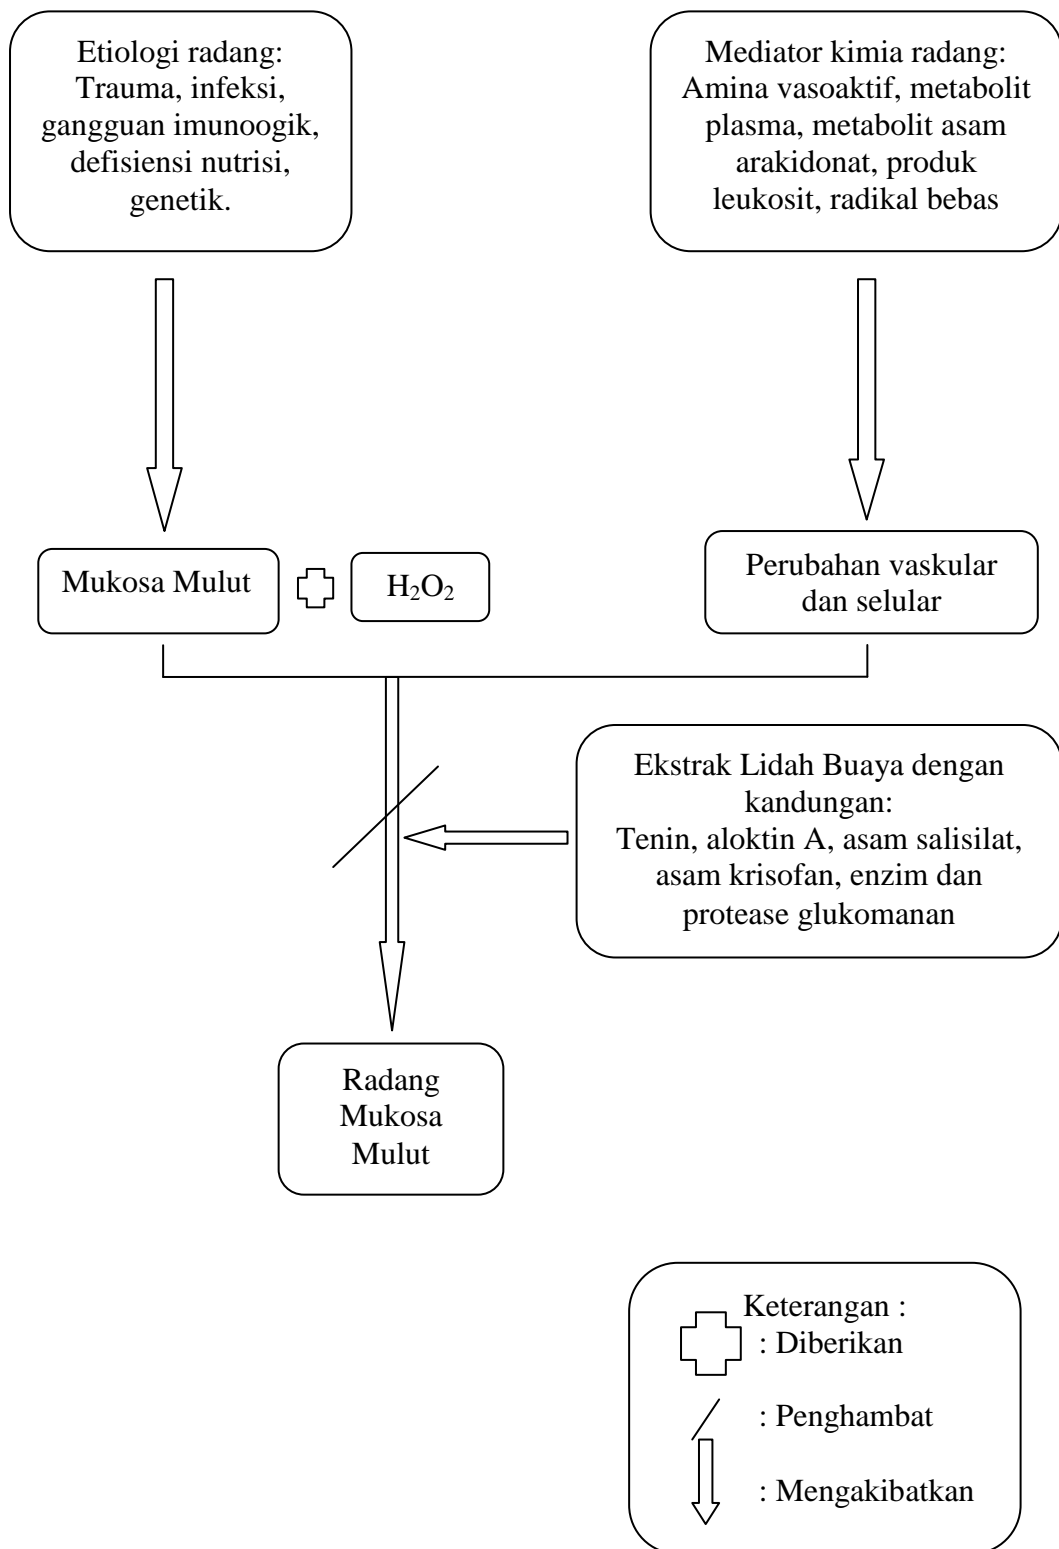 Etiologi radang:
Trauma, infeksi,
gangguan imunoogik,
defisiensi nutrisi,
genetik.
Mediator kimia radang:
Amina vasoaktif, metabolit
plasma, metabolit asam
arakidonat, produk
leukosit, radikal bebas
Mukosa Mulut
H₂O₂
Perubahan vaskular
dan selular
Ekstrak Lidah Buaya dengan
kandungan:
Tenin, aloktin A, asam salisilat,
asam krisofan, enzim dan
protease glukomanan
Radang
Mukosa
Mulut
Keterangan :
: Diberikan
: Penghambat
: Mengakibatkan